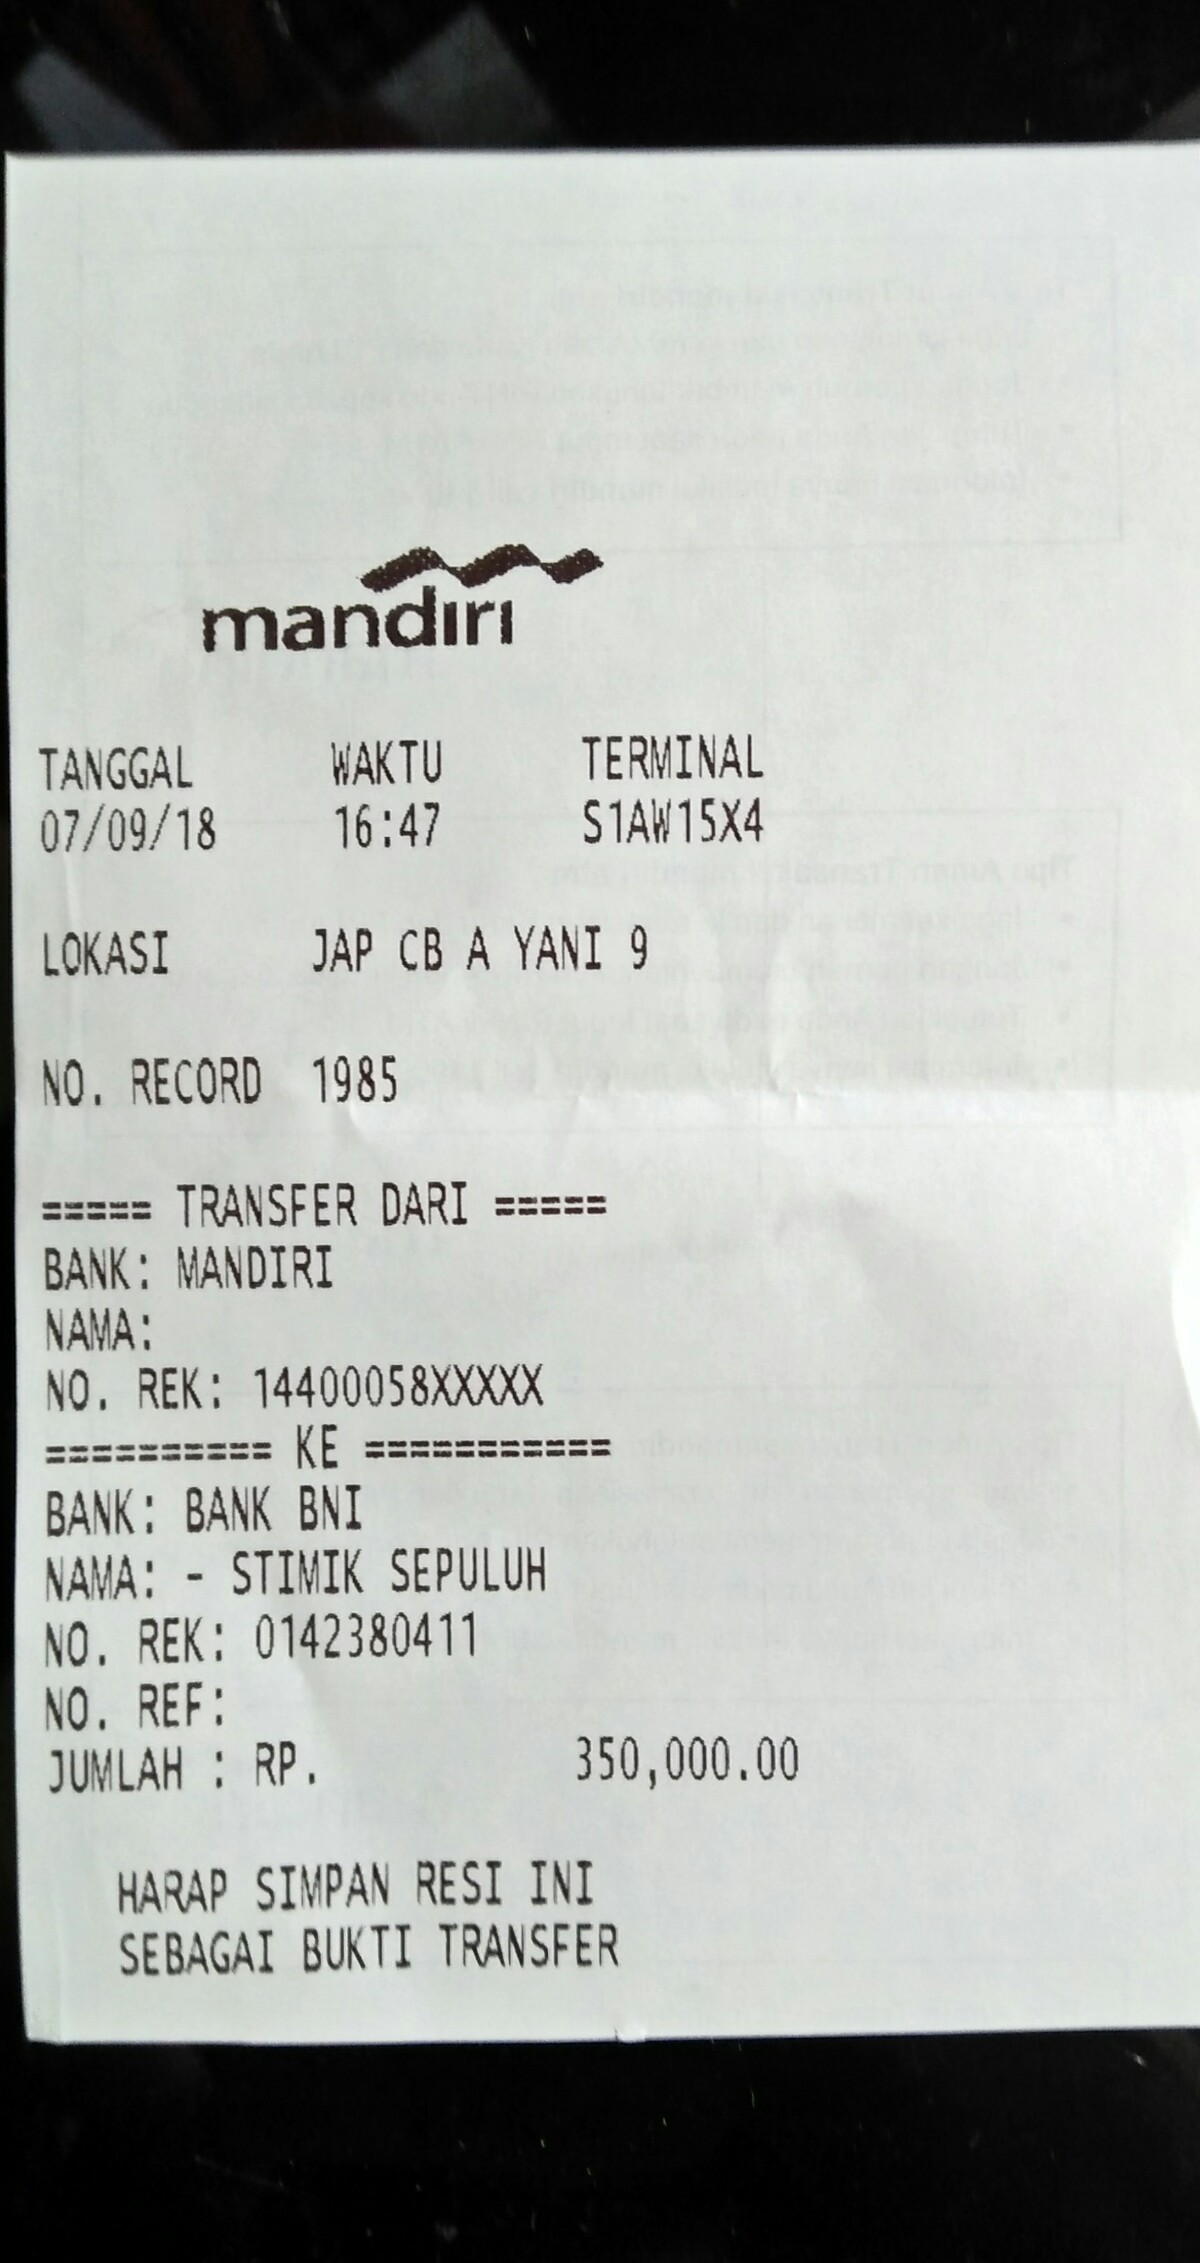 mandiri
TANGGAL WAKTU TERMINAL
07/09/18 16:47 S1AW15X4
LOKASI JAP CB A YANI 9
NO. RECORD 1985
===== TRANSFER DARI =====
BANK: MANDIRI
NAMA:
NO. REK: 14400058XXXXX
========== KE ===========
BANK: BANK BNI
NAMA: - STIMIK SEPULUH
NO. REK: 0142380411
NO. REF:
JUMLAH : RP. 350,000.00
HARAP SIMPAN RESI INI
SEBAGAI BUKTI TRANSFER